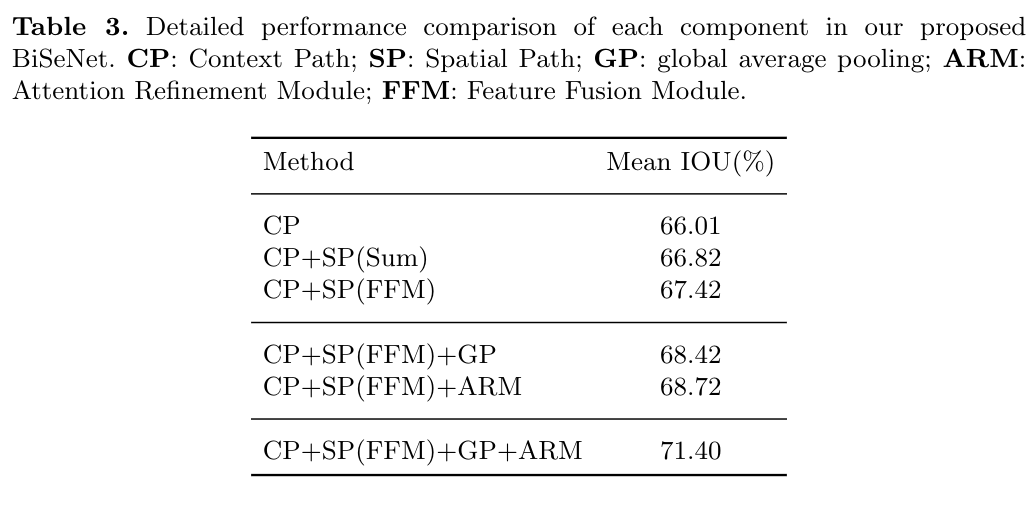 Table 3. Detailed performance comparison of each component in our proposed
BiSeNet. CP: Context Path; SP: Spatial Path; GP: global average pooling; ARM:
Attention Refinement Module; FFM: Feature Fusion Module.
Method Mean IOU(%)
CP 66.01
CP+SP(Sum) 66.82
CP+SP(FFM) 67.42
CP+SP(FFM)+GP 68.42
CP+SP(FFM)+ARM 68.72
CP+SP(FFM)+GP+ARM 71.40